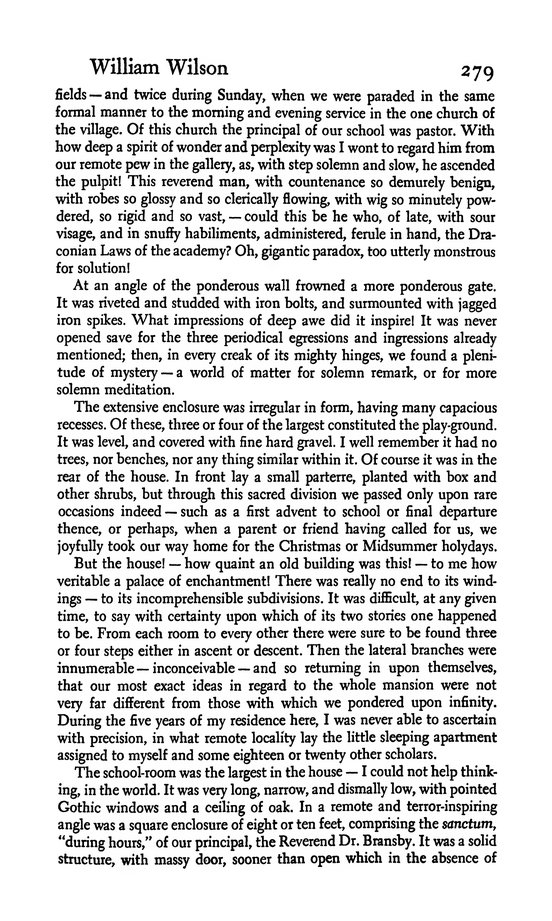 William Wilson 279
fields — and twice during Sunday, when we were paraded in the same
formal manner to the morning and evening service in the one church of
the village. Of this church the principal of our school was pastor. With
how deep a spirit of wonder and perplexity was I wont to regard him from
our remote pew in the gallery, as, with step solemn and slow, he ascended
the pulpit! This reverend man, with countenance so demurely benign,
with robes so glossy and so clerically flowing, with wig so minutely pow-
dered, so rigid and so vast, — could this be he who, of late, with sour
visage, and in snuffy habiliments, administered, ferule in hand, the Dra-
conian Laws of the academy? Oh, gigantic paradox, too utterly monstrous
for solution!
At an angle of the ponderous wall frowned a more ponderous gate.
It was riveted and studded with iron bolts, and surmounted with jagged
iron spikes. What impressions of deep awe did it inspire! It was never
opened save for the three periodical egressions and ingressions already
mentioned; then, in every creak of its mighty hinges, we found a pleni-
tude of mystery — a world of matter for solemn remark, or for more
solemn meditation.
The extensive enclosure was irregular in form, having many capacious
recesses. Of these, three or four of the largest constituted the play-ground.
It was level, and covered with fine hard gravel. I well remember it had no
trees, nor benches, nor any thing similar within it. Of course it was in the
rear of the house. In front lay a small parterre, planted with box and
other shrubs, but through this sacred division we passed only upon rare
occasions indeed — such as a first advent to school or final departure
thence, or perhaps, when a parent or friend having called for us, we
joyfully took our way home for the Christmas or Midsummer holydays.
But the house! — how quaint an old building was this! — to me how
veritable a palace of enchantment! There was really no end to its wind-
ings — to its incomprehensible subdivisions. It was difficult, at any given
time, to say with certainty upon which of its two stories one happened
to be. From each room to every other there were sure to be found three
or four steps either in ascent or descent. Then the lateral branches were
innumerable — inconceivable — and so returning in upon themselves,
that our most exact ideas in regard to the whole mansion were not
very far different from those with which we pondered upon infinity.
During the five years of my residence here, I was never able to ascertain
with precision, in what remote locality lay the little sleeping apartment
assigned to myself and some eighteen or twenty other scholars.
The school-room was the largest in the house — I could not help think-
ing, in the world. It was very long, narrow, and dismally low, with pointed
Gothic windows and a ceiling of oak. In a remote and terror-inspiring
angle was a square enclosure of eight or ten feet, comprising the sanctum,
“during hours,” of our principal, the Reverend Dr. Bransby. It was a solid
structure, with massy door, sooner than open which in the absence of